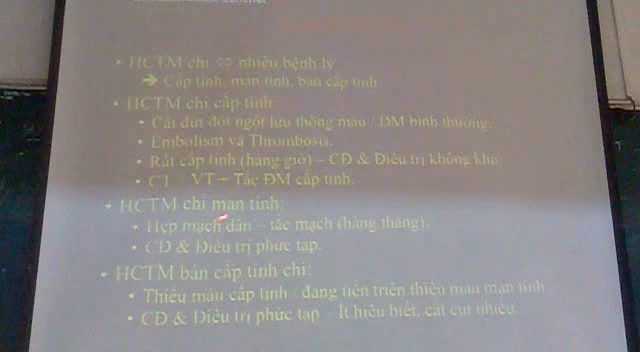 • HCTM chi ⇔ nhiều bệnh lý
➔ Cấp tính, mạn tính, bán cấp tính.
• HCTM chi cấp tính:
• Cắt đứt đột ngột lưu thông máu / ĐM bình thường.
• Embolism và Thrombosis.
• Rất cấp tính (hàng giờ) – CĐ & Điều trị không khó.
• CT / VT – Tắc ĐM cấp tính.
• HCTM chi mạn tính:
• Hẹp mạch dần – tắc mạch (hàng tháng).
• CĐ & Điều trị phức tạp.
• HCTM bán cấp tính chi:
• Thiếu máu cấp tính / đang tiến triển thiếu máu mạn tính
• CĐ & Điều trị phức tạp – Ít hiểu biết, cắt cụt nhiều.